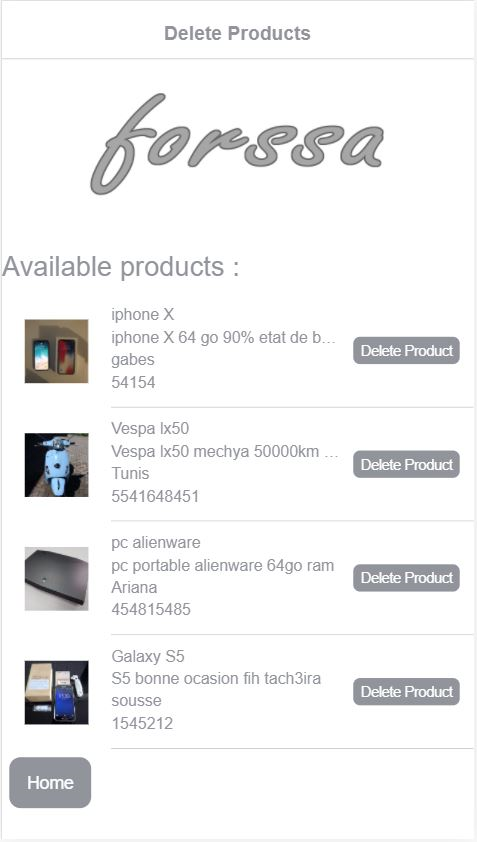 Delete Products
forssa
Available products :
iphone X
iphone X 64 go 90% etat de b…
gabes
54154
Delete Product
Vespa lx50
Vespa lx50 mechya 50000km …
Tunis
5541648451
Delete Product
pc alienware
pc portable alienware 64go ram
Ariana
454815485
Delete Product
Galaxy S5
S5 bonne ocasion fih tach3ira
sousse
1545212
Delete Product
Home